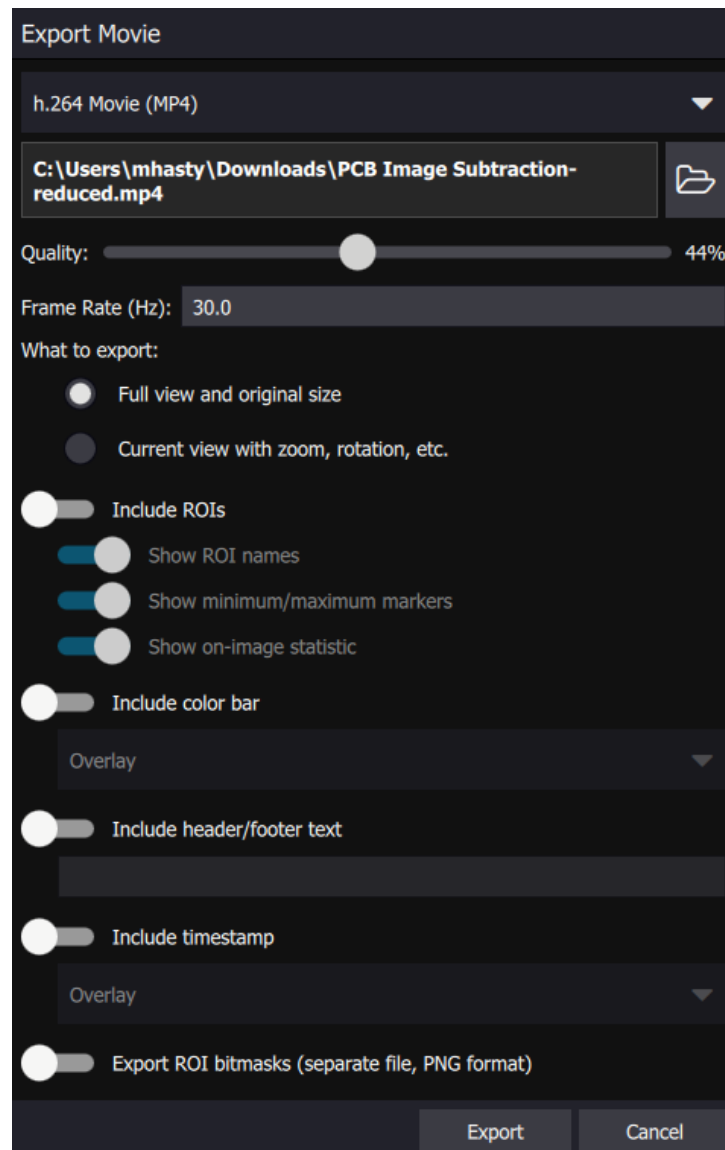 Export Movie
h.264 Movie (MP4)
C:\Users\mhasty\Downloads\PCB Image Subtraction-
reduced.mp4
Quality: 44%
Frame Rate (Hz): 30.0
What to export:
Full view and original size
Current view with zoom, rotation, etc.
Include ROIs
Show ROI names
Show minimum/maximum markers
Show on-image statistic
Include color bar
Overlay
Include header/footer text
Include timestamp
Overlay
Export ROI bitmasks (separate file, PNG format)
Export Cancel